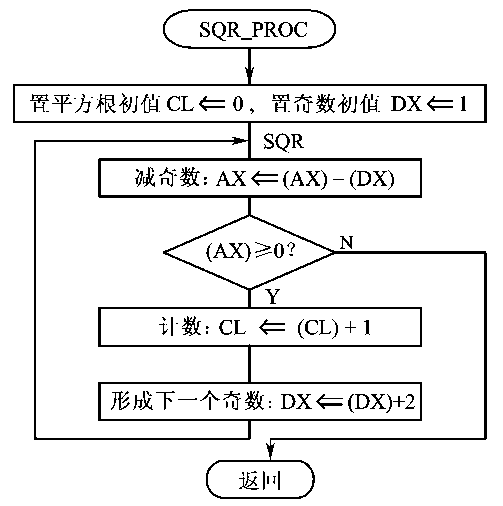 SQR_PROC
置平方根初值 CL⇐0，置奇数初值 DX⇐1
SQR
减奇数：AX⇐(AX)－(DX)
(AX)≥0?
N
Y
计数：CL ⇐ (CL)＋1
形成下一个奇数：DX⇐(DX)+2
返回